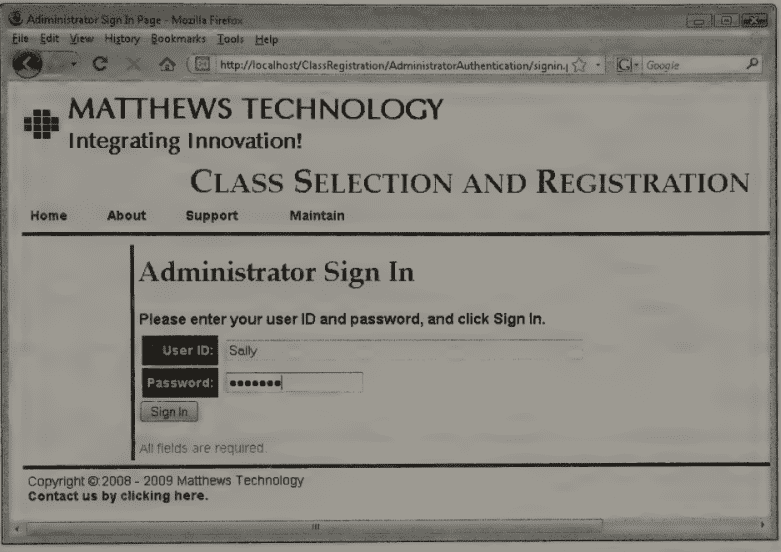 Administrator Sign In Page - Mozilla Firefox
File Edit View History Bookmarks Tools Help
http://localhost/ClassRegistration/AdministratorAuthentication/signin.p
Google
MATTHEWS TECHNOLOGY
Integrating Innovation!
CLASS SELECTION AND REGISTRATION
Home About Support Maintain
Administrator Sign In
Please enter your user ID and password, and click Sign In.
User ID: Sally
Password: •••••••
Sign In
All fields are required.
Copyright © 2008 - 2009 Matthews Technology
Contact us by clicking here.